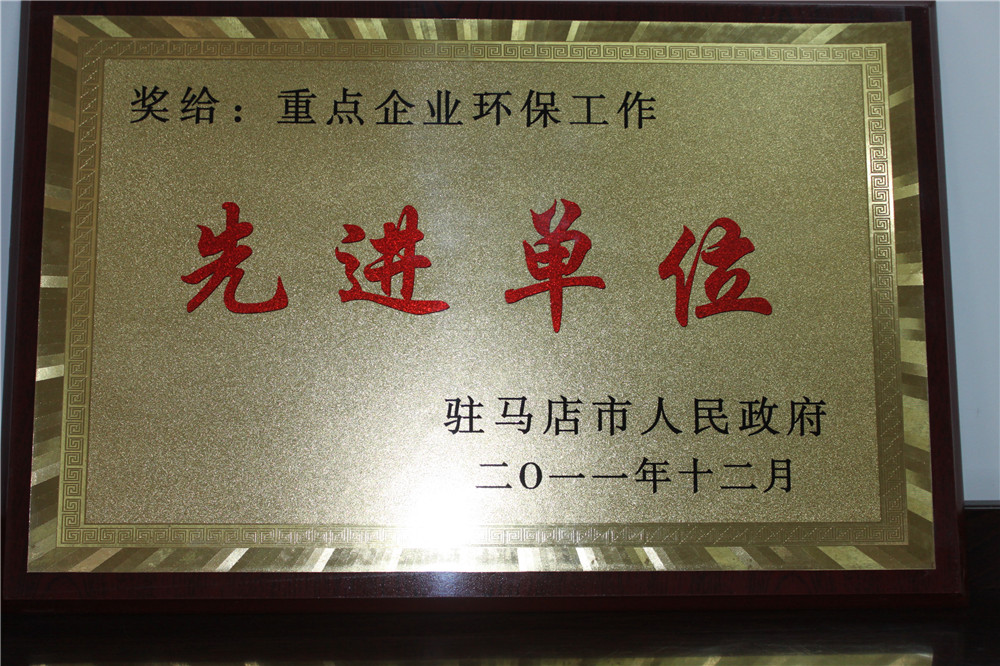 奖给：重点企业环保工作
先进单位
驻马店市人民政府
二O一一年十二月